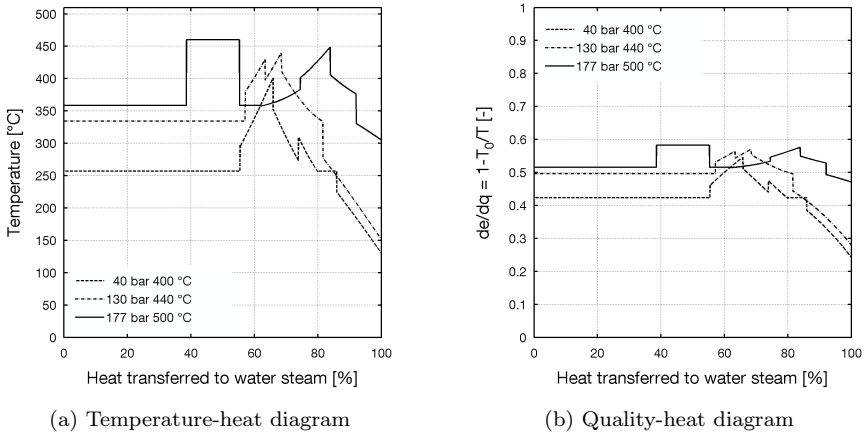 500
450
400
350
300
250
200
150
100
50
0
Temperature [°C]
40 bar 400 °C
130 bar 440 °C
177 bar 500 °C
0 20 40 60 80 100
Heat transferred to water steam [%]
(a) Temperature-heat diagram
1
0.9
0.8
0.7
0.6
0.5
0.4
0.3
0.2
0.1
0
de/dq = 1-T0/T [-]
40 bar 400 °C
130 bar 440 °C
177 bar 500 °C
0 20 40 60 80 100
Heat transferred to water steam [%]
(b) Quality-heat diagram